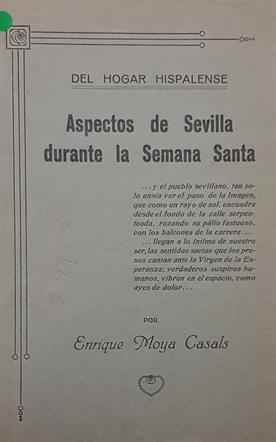 DEL HOGAR HISPALENSE
Aspectos de Sevilla
durante la Semana Santa
. . . y el pueblo sevillano, tan so-
lo ansía ver el paso de la Imagen,
que como un rayo de sol, encuadra
desde el fondo de la calle serpen-
teada, rozando su pálio fastuoso,
con los balcones de la carrera . . .
. . . llegan a lo íntimo de nuestro
ser, las sentidas saetas que los pre-
sos cantan ante la Virgen de la Es-
peranza; verdaderos suspiros hu-
manos, vibran en el espacio, como
ayes de dolor . . .
POR
Enrique Moya Casals